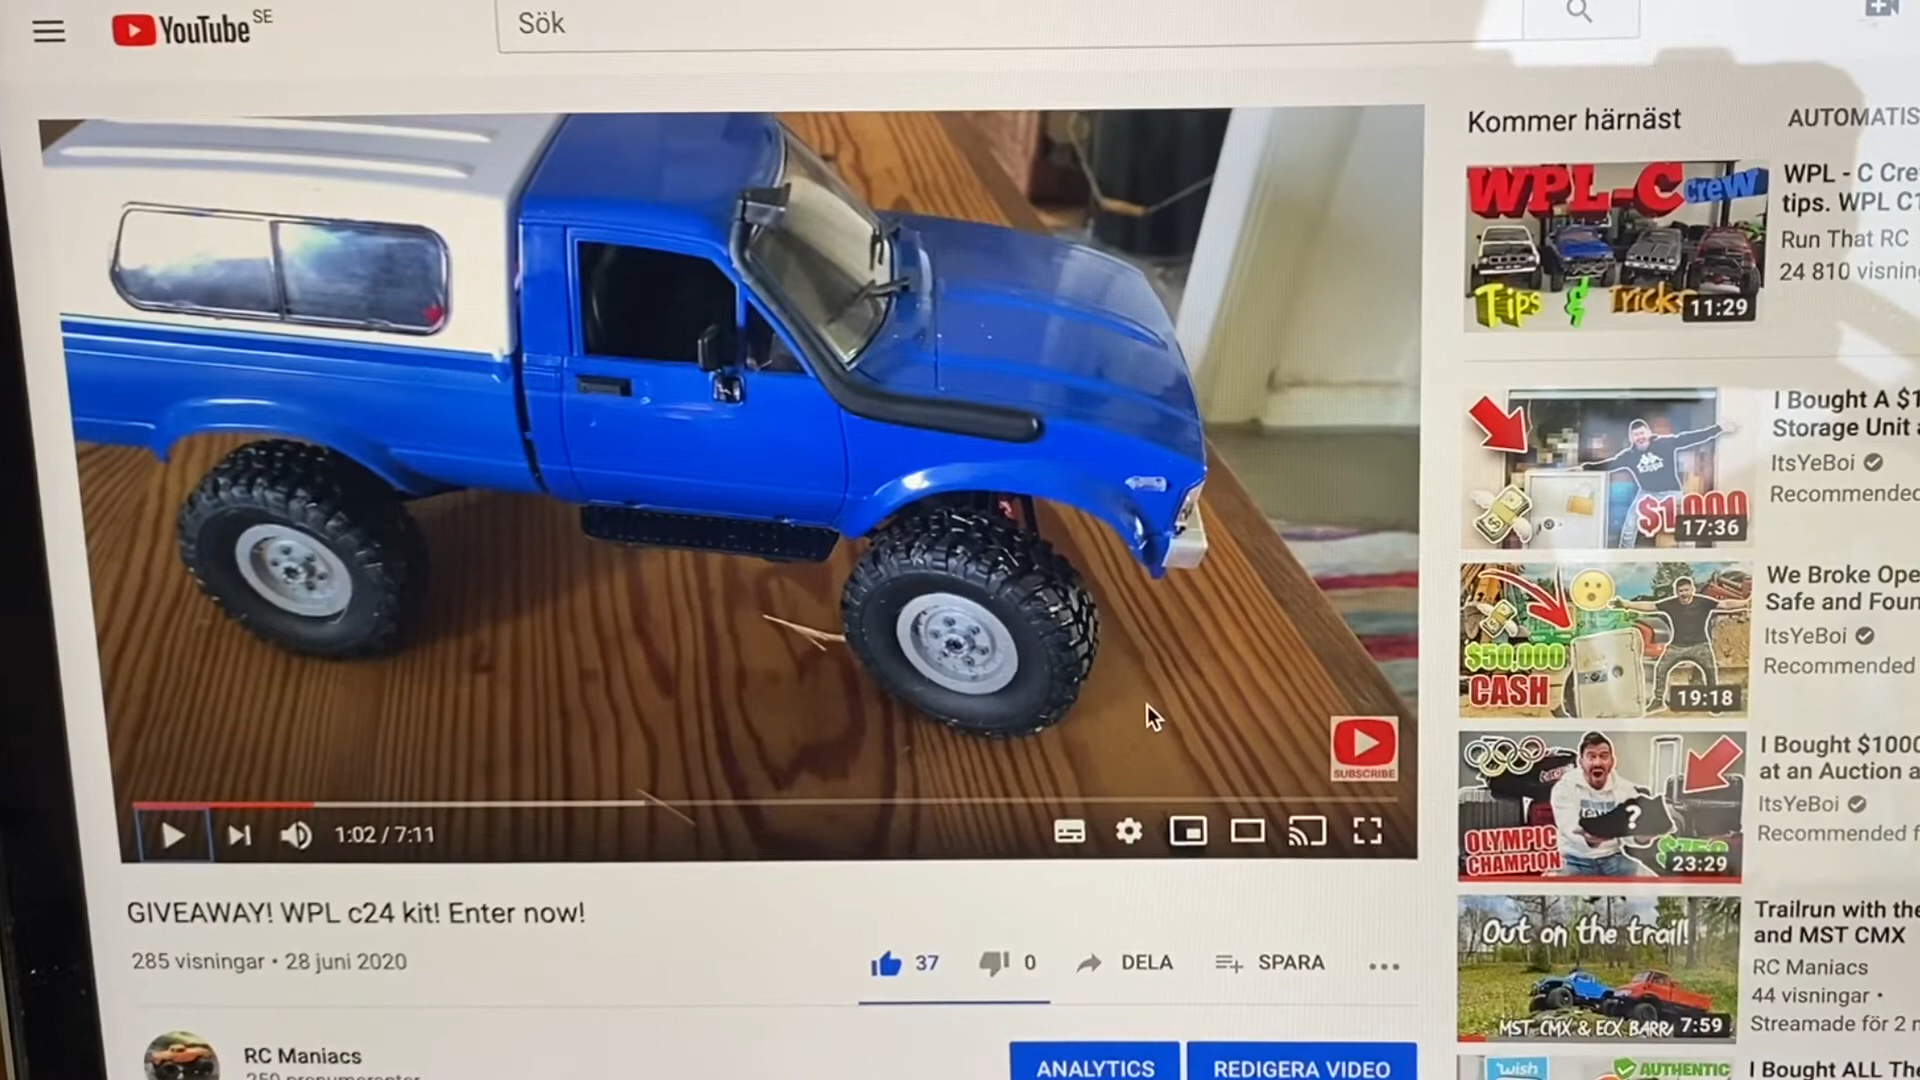 YouTube SE
Sök
Kommer härnäst
AUTOMATIS
WPL-C crew
Tips & Tricks
11:29
WPL - C Cre
tips. WPL C1
Run That RC
24 810 visning
$1,000
17:36
I Bought A $1
Storage Unit a
ItsYeBoi
Recommended
$50,000
CASH
19:18
We Broke Ope
Safe and Foun
ItsYeBoi
Recommended
OLYMPIC
CHAMPION
?
23:29
I Bought $1000
at an Auction a
ItsYeBoi
Recommended f
Out on the trail!
MST CMX & ECX BARR
7:59
Trailrun with the
and MST CMX
RC Maniacs
44 visningar •
Streamade för 2 m
wish
AUTHENTIC
I Bought ALL The
SUBSCRIBE
1:02 / 7:11
GIVEAWAY! WPL c24 kit! Enter now!
285 visningar • 28 juni 2020
37
0
DELA
SPARA
RC Maniacs
ANALYTICS
REDIGERA VIDEO